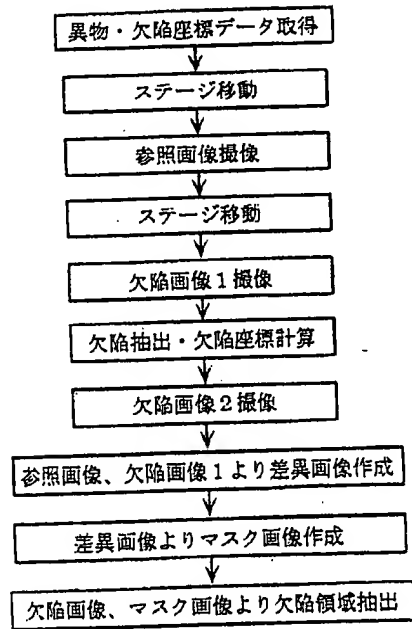 異物・欠陥座標データ取得
ステージ移動
参照画像撮像
ステージ移動
欠陥画像1撮像
欠陥抽出・欠陥座標計算
欠陥画像2撮像
参照画像、欠陥画像1より差異画像作成
差異画像よりマスク画像作成
欠陥画像、マスク画像より欠陥領域抽出